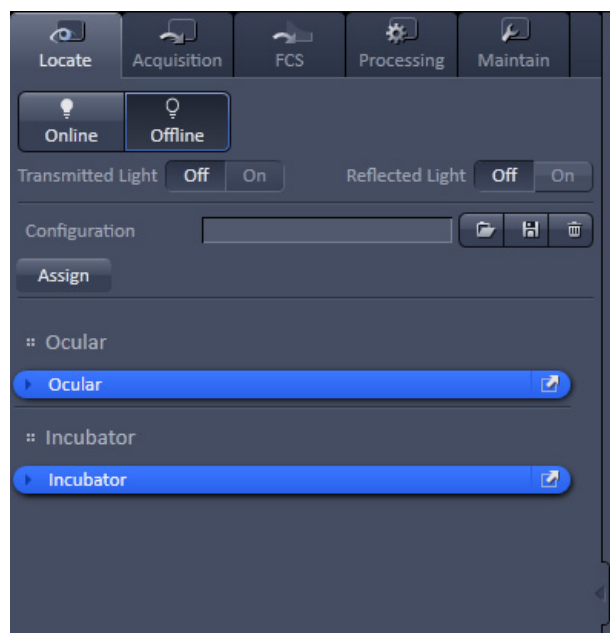 Locate Acquisition FCS Processing Maintain
Online Offline
Transmitted Light Off On Reflected Light Off On
Configuration
Assign
Ocular
Ocular
Incubator
Incubator